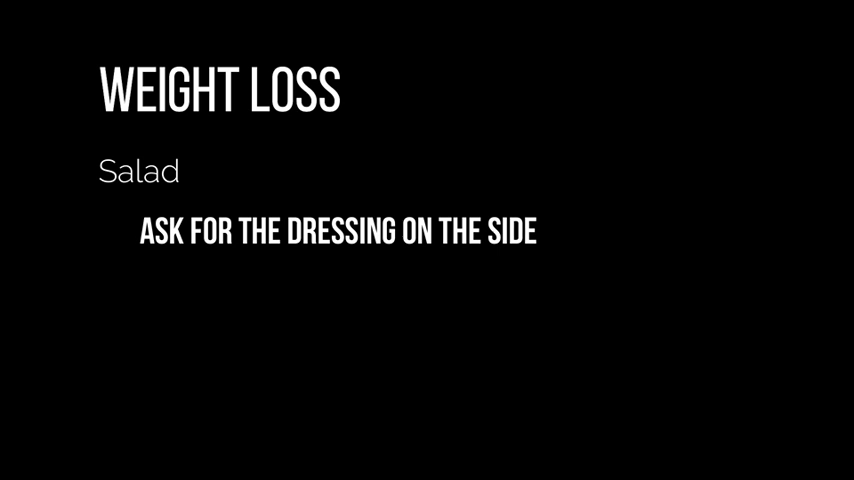 WEIGHT LOSS
Salad
ASK FOR THE DRESSING ON THE SIDE